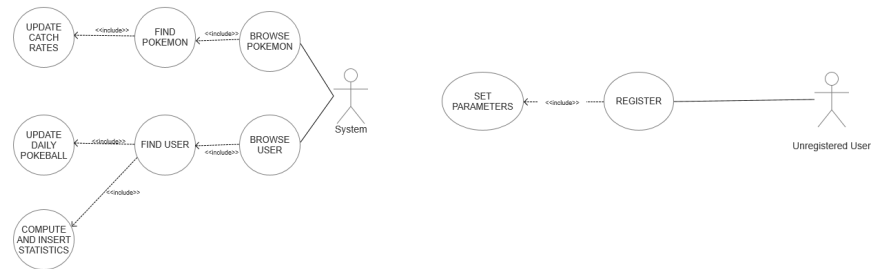 UPDATE
CATCH
RATES
<<include>>
FIND
POKEMON
<<include>>
BROWSE
POKEMON
System
UPDATE
DAILY
POKEBALL
<<include>>
FIND USER
<<include>>
BROWSE
USER
<<include>>
COMPUTE
AND INSERT
STATISTICS
SET
PARAMETERS
<<include>>
REGISTER
Unregistered User